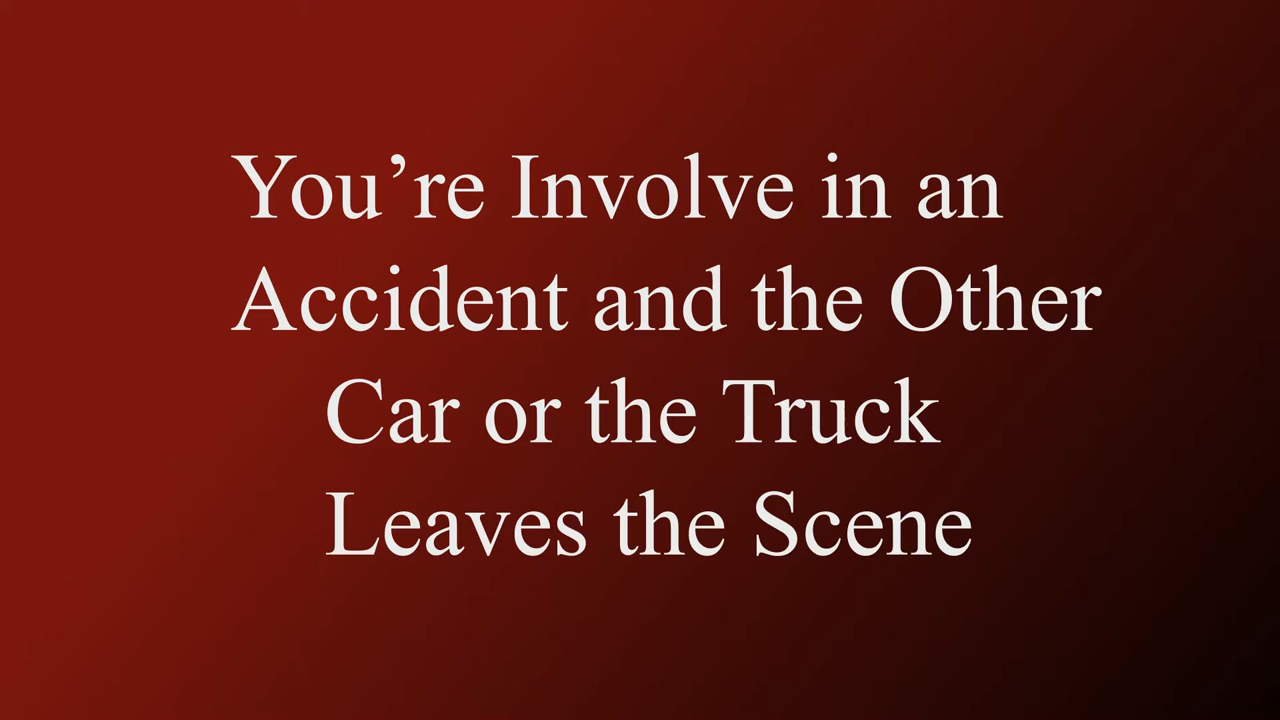 You’re Involve in an
Accident and the Other
Car or the Truck
Leaves the Scene